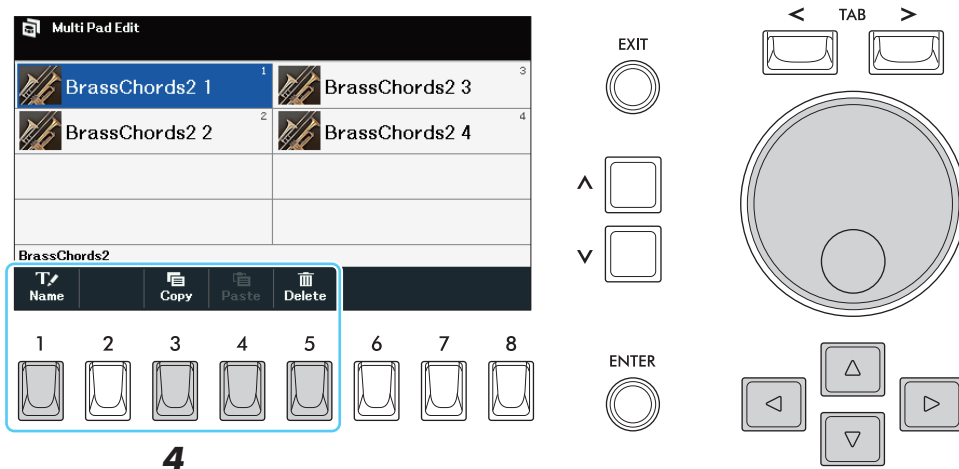 Multi Pad Edit
BrassChords2 1 1
BrassChords2 3 3
BrassChords2 2 2
BrassChords2 4 4
BrassChords2
Name
Copy
Paste
Delete
1 2 3 4 5 6 7 8
4
EXIT
ENTER
< TAB >